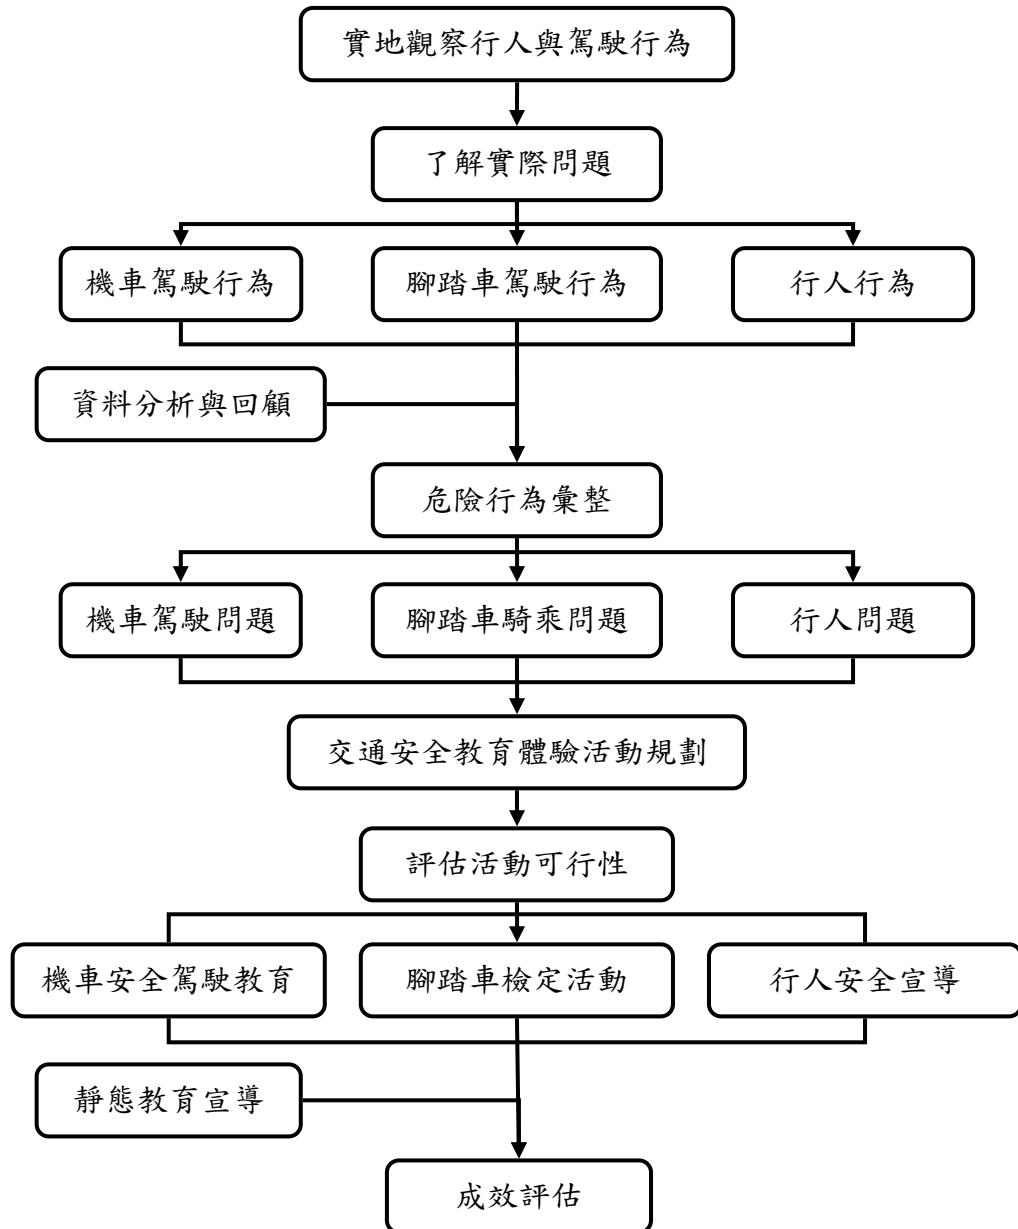 實地觀察行人與駕駛行為
了解實際問題
機車駕駛行為
腳踏車駕駛行為
行人行為
資料分析與回顧
危險行為彙整
機車駕駛問題
腳踏車騎乘問題
行人問題
交通安全教育體驗活動規劃
評估活動可行性
機車安全駕駛教育
腳踏車檢定活動
行人安全宣導
靜態教育宣導
成效評估